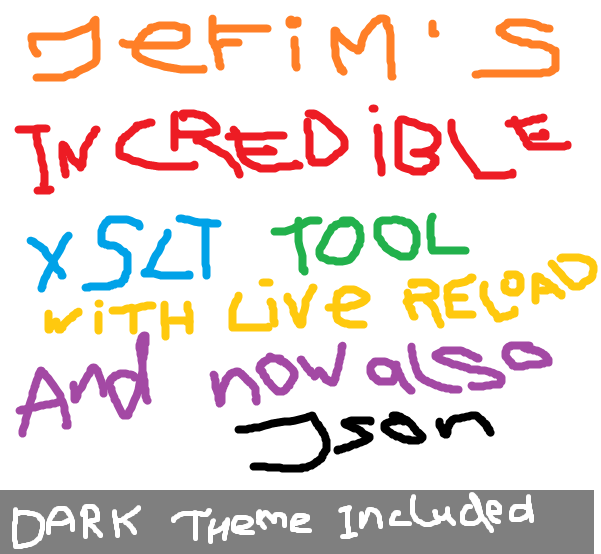 JEFiM'S
INCREDiBLE
XSLT TOOL
WiTH LiVe RELOAD
And now also
Json
DARK Theme Included